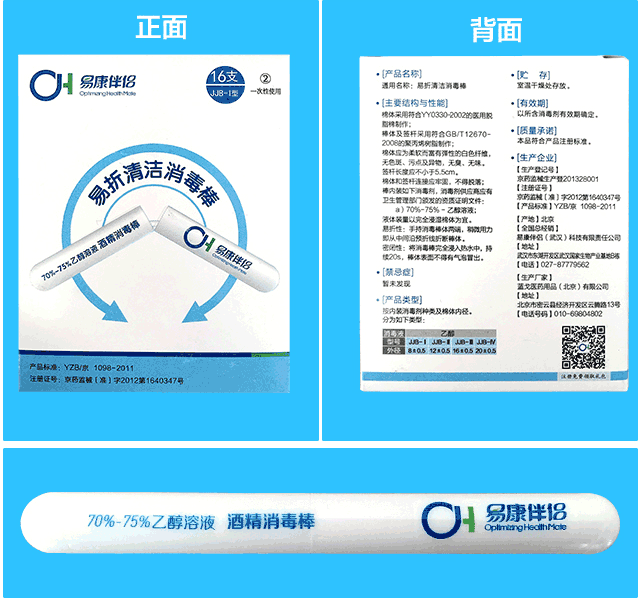 正面
背面
易康伴侣
Optimizing Health Mate
16支
JJB-I型
②
一次性使用
易折清洁消毒棒
70%-75%乙醇溶液 酒精消毒棒
易康伴侣
Optimizing Health Mate
产品标准：YZB/京 1098-2011
注册证号：京药监械（准）字2012第1640347号
[产品名称]
通用名称：易折清洁消毒棒
[主要结构与性能]
棉体采用符合YY0330-2002的医用脱
脂棉制作；
棒体及签杆采用符合GB/T12670-
2008的聚丙烯树脂制作；
棉体应为柔软而富有弹性的白色纤维，
无色斑、污点及异物，无臭、无味。
签杆长度应不小于5.5cm。
棉体和签杆连接应牢固，不得脱落；
棒内装如下消毒剂，消毒剂供应商应有
卫生管理部门颁发的资质证明文件：
a）70%-75%-乙醇溶液；
液体装量以完全浸湿棉体为宜。
易折性：手持消毒棒体两端，稍微用力
即从中间沿预折线折断棒体。
密闭性：将消毒棒完全浸入热水中，持
续20s，棒体表面不得有气泡冒出。
[禁忌症]
暂未发现
[产品类型]
按内装消毒剂种类及棉体内径。
分为如下类型：
消毒液 乙醇
型号 JJB-Ⅰ JJB-Ⅱ JJB-Ⅲ JJB-Ⅳ
外径 8±0.5 12±0.5 16±0.5 20±0.5
[贮 存]
室温干燥处存放。
[有效期]
以所含消毒剂有效期确定。
[质量承诺]
本品符合产品注册标准。
[生产企业]
[生产登记号]
京药监械生产登201328001
[注册证号]
京药监械（准）字2012第1640347号
[产品标准] YZB/京 1098-2011
[产地] 北京
[全国总经销]
易康伴侣（武汉）科技有限责任公司
[地址]
武汉市东湖开发区武汉国家生物产业基地B栋
[电话] 027-87779562
[生产厂家]
蓝戈医药用品（北京）有限公司
[地址]
北京市密云县经济开发区云腾路13号
[电话号码] 010-69804802
注册免费领取礼包
70%-75%乙醇溶液 酒精消毒棒
易康伴侣
Optimizing Health Mate